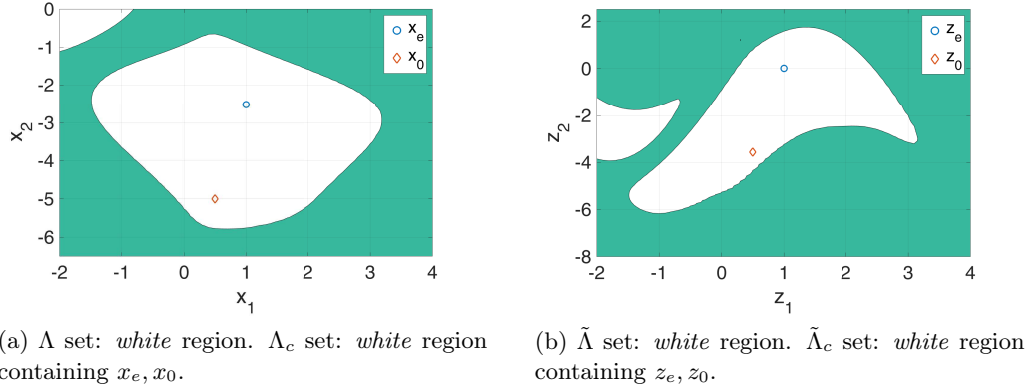 0
-1
-2
-3
-4
-5
-6
-2 -1 0 1 2 3 4
x₂
x₁
xₑ
x₀
2
0
-2
-4
-6
-8
-2 -1 0 1 2 3 4
z₂
z₁
zₑ
z₀
(a) Λ set: white region. Λ_c set: white region
containing xₑ, x₀.
(b) Λ̃ set: white region. Λ̃_c set: white region
containing zₑ, z₀.